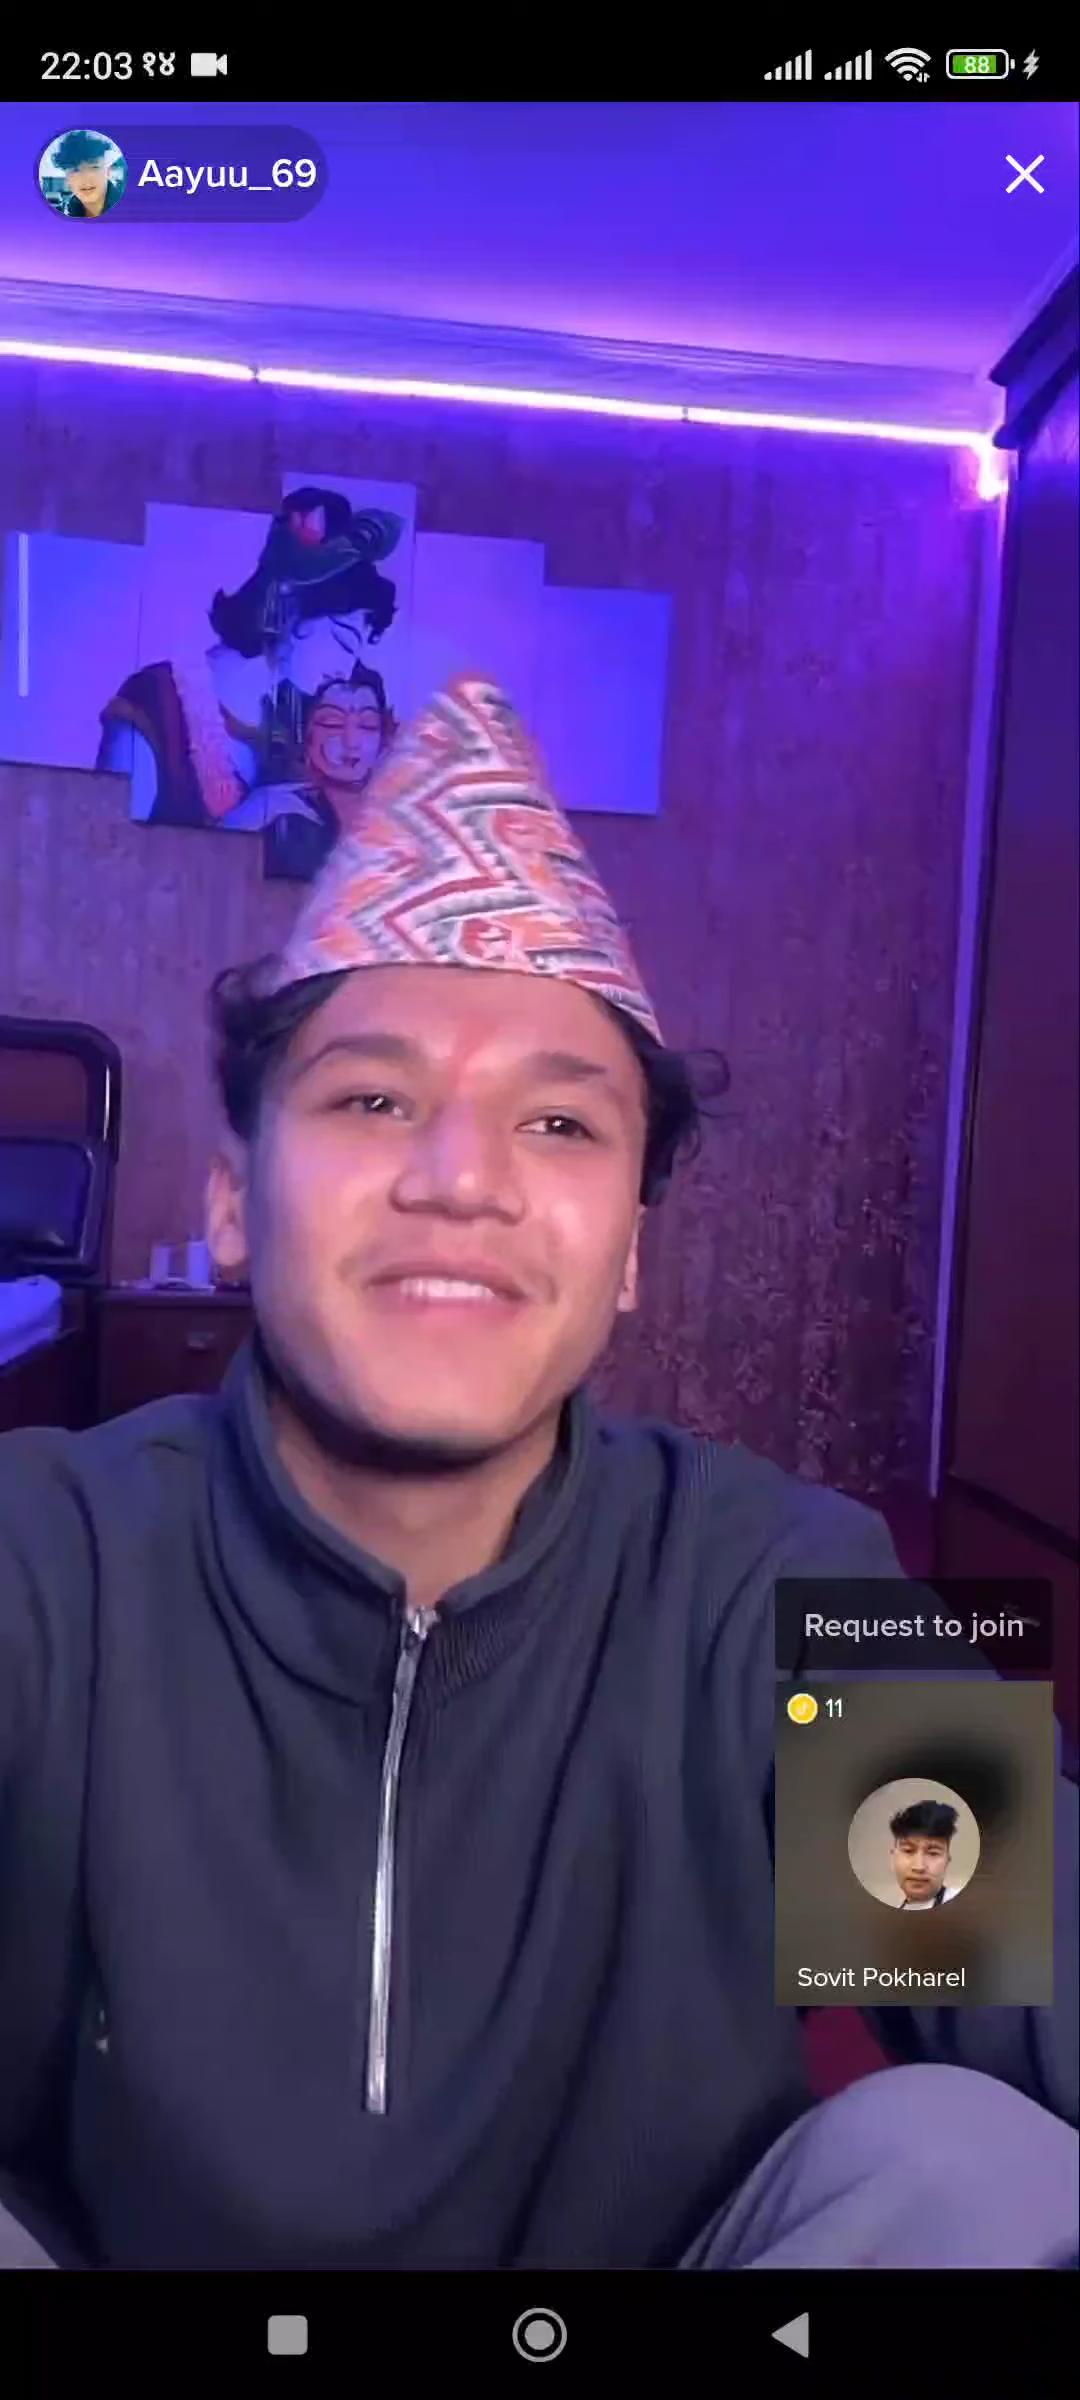 22:03 १४
88
Aayuu_69
Request to join
11
Sovit Pokharel